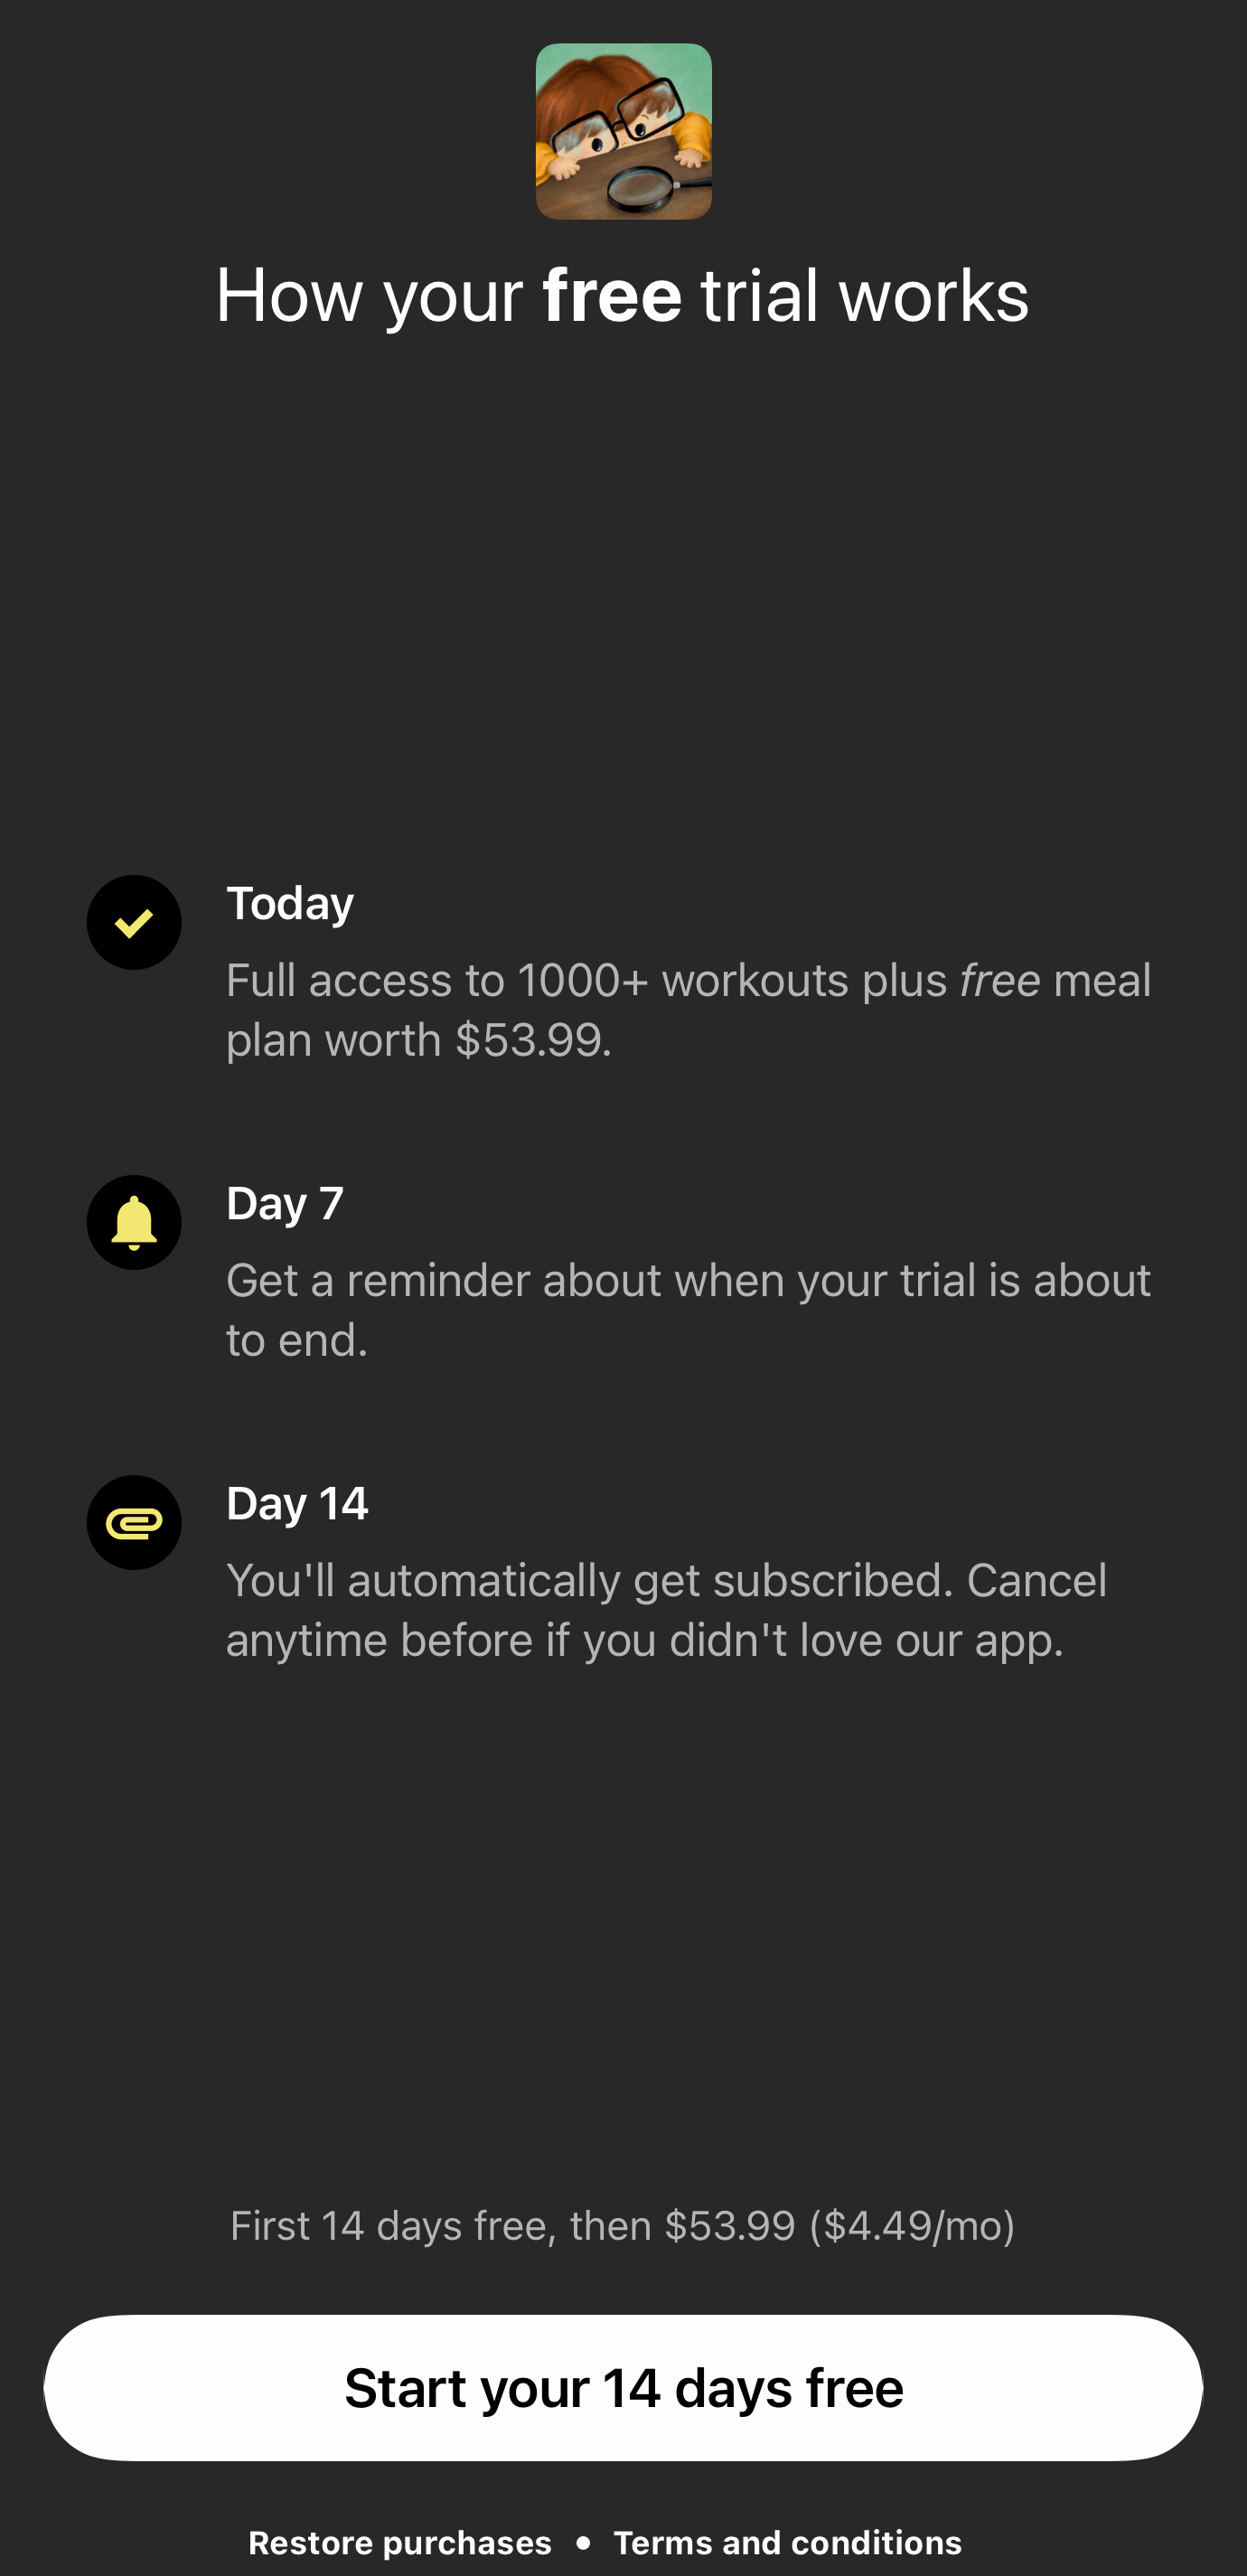 How your free trial works
Today
Full access to 1000+ workouts plus free meal
plan worth $53.99.
Day 7
Get a reminder about when your trial is about
to end.
Day 14
You'll automatically get subscribed. Cancel
anytime before if you didn't love our app.
First 14 days free, then $53.99 ($4.49/mo)
Start your 14 days free
Restore purchases • Terms and conditions